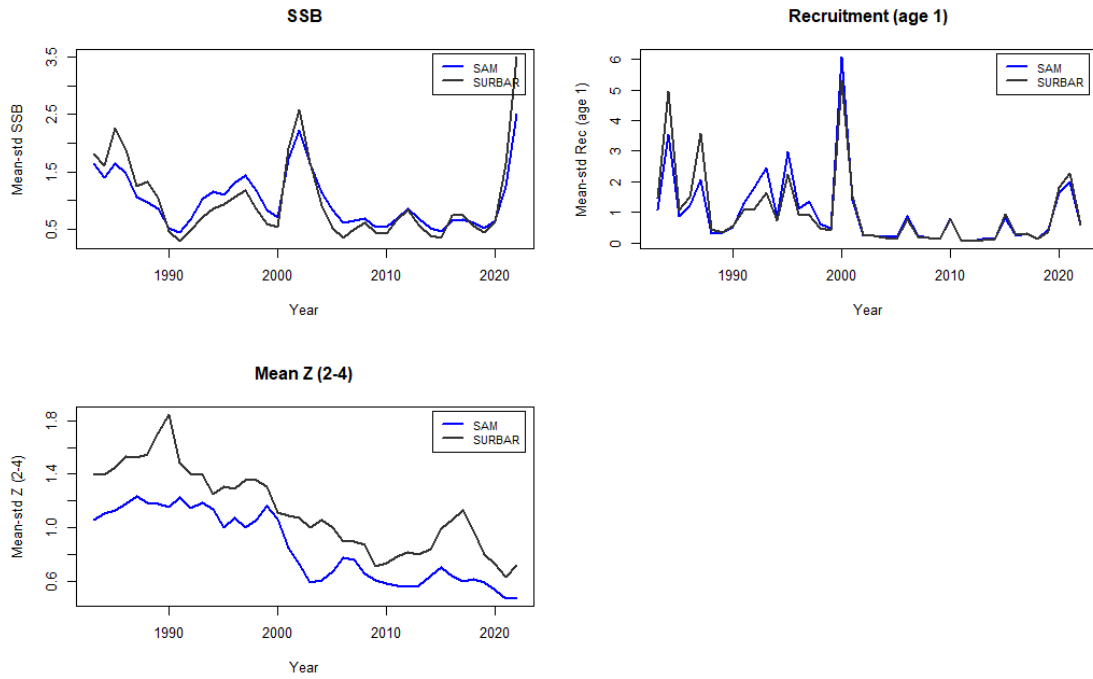 SSB
Mean-std SSB
3.5
2.5
1.5
0.5
SAM
SURBAR
1990
2000
2010
2020
Year
Recruitment (age 1)
Mean-std Rec (age 1)
6
5
4
3
2
1
0
SAM
SURBAR
1990
2000
2010
2020
Year
Mean Z (2-4)
Mean-std Z (2-4)
1.8
1.4
1.0
0.6
SAM
SURBAR
1990
2000
2010
2020
Year